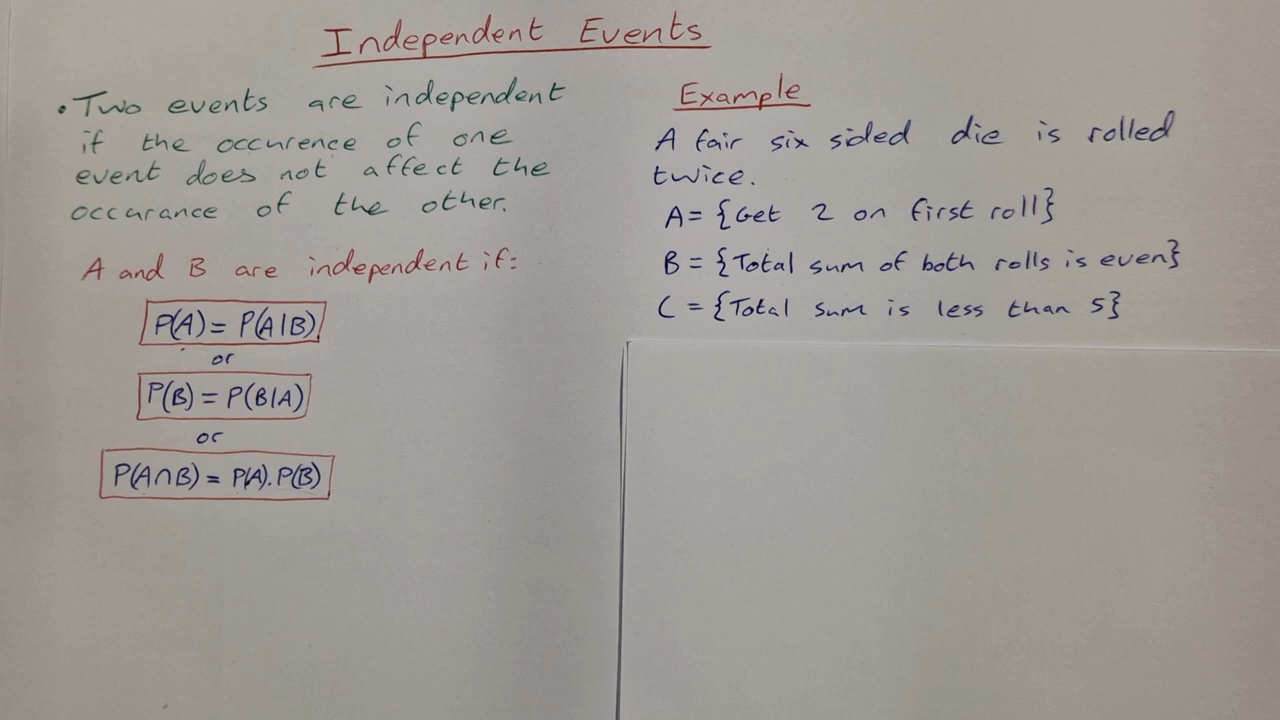 Independent Events
• Two events are independent
if the occurence of one
event does not affect the
occurance of the other.
A and B are independent if:
P(A) = P(A|B)
or
P(B) = P(B|A)
or
P(A∩B) = P(A).P(B)
Example
A fair six sided die is rolled
twice.
A = {Get 2 on first roll}
B = {Total sum of both rolls is even}
C = {Total sum is less than 5}